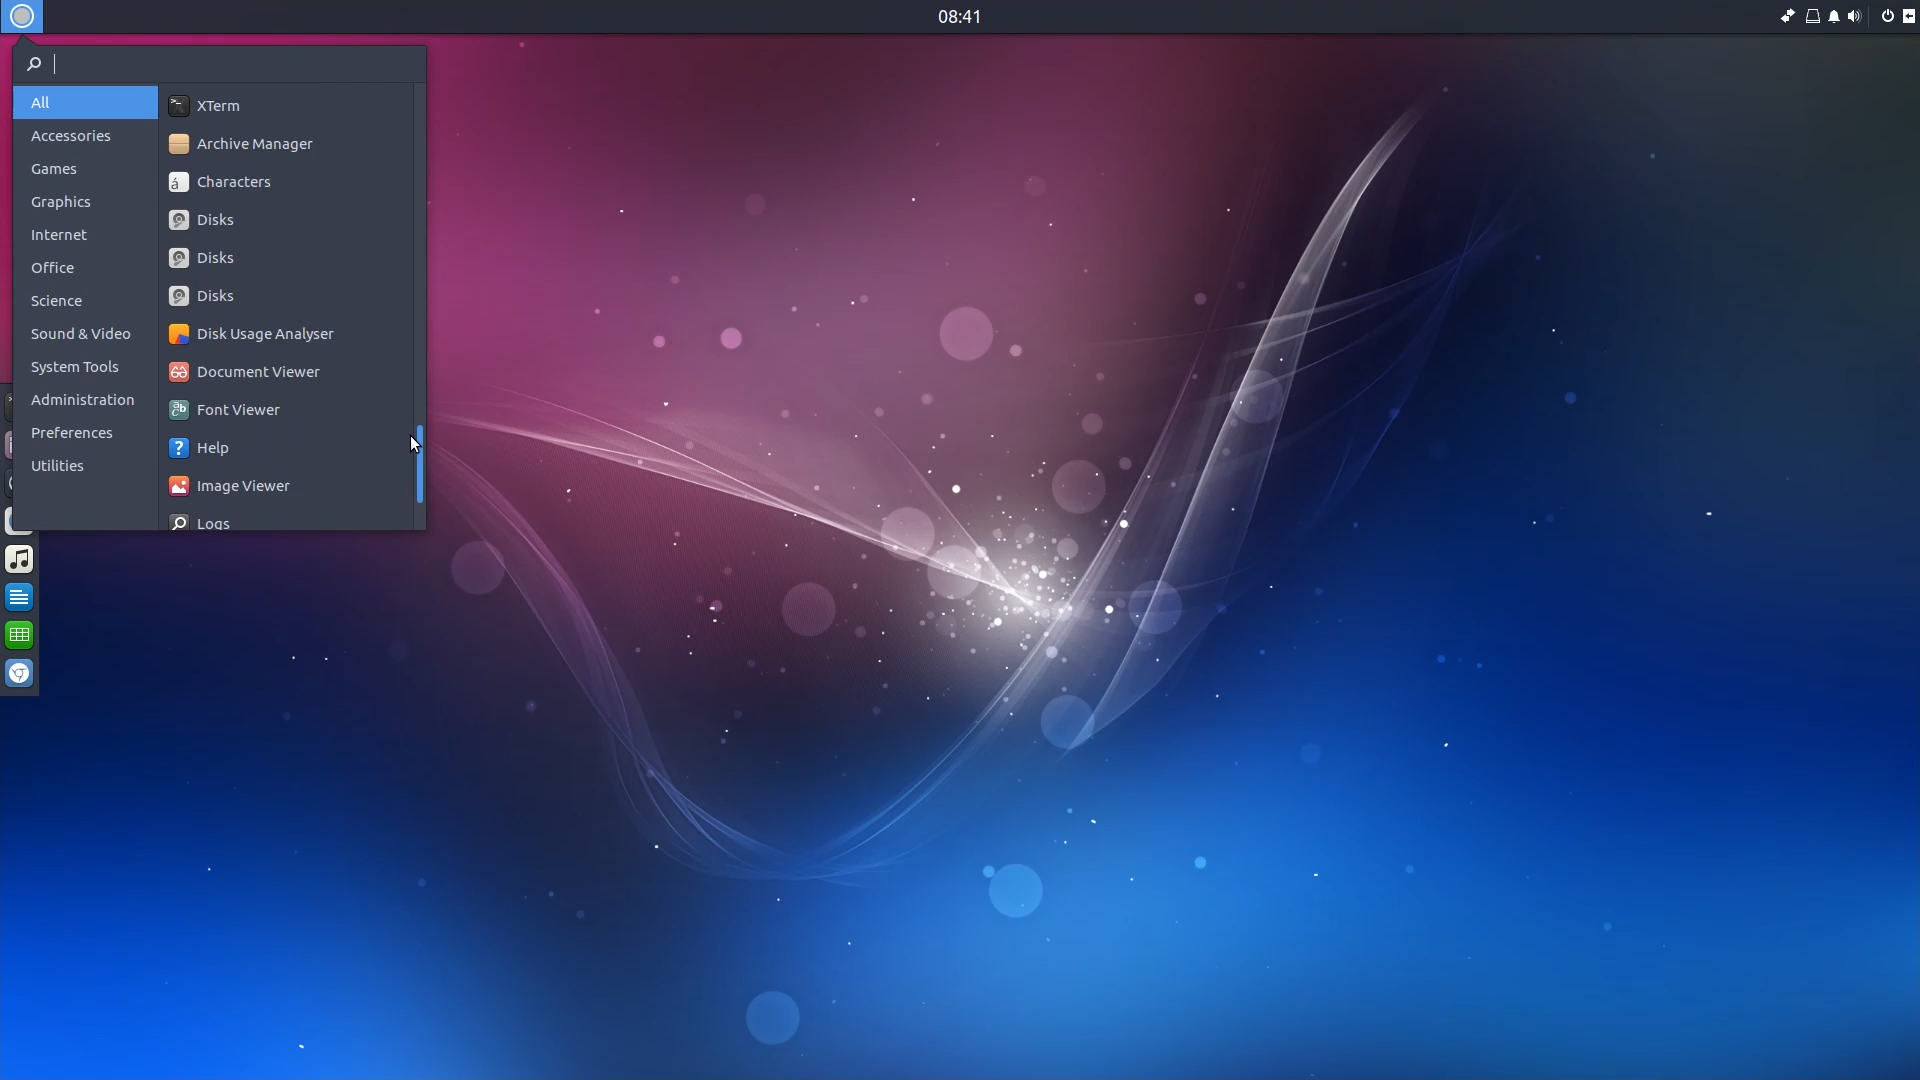 08:41
All
Accessories
Games
Graphics
Internet
Office
Science
Sound & Video
System Tools
Administration
Preferences
Utilities
XTerm
Archive Manager
Characters
Disks
Disks
Disks
Disk Usage Analyser
Document Viewer
Font Viewer
Help
Image Viewer
Logs